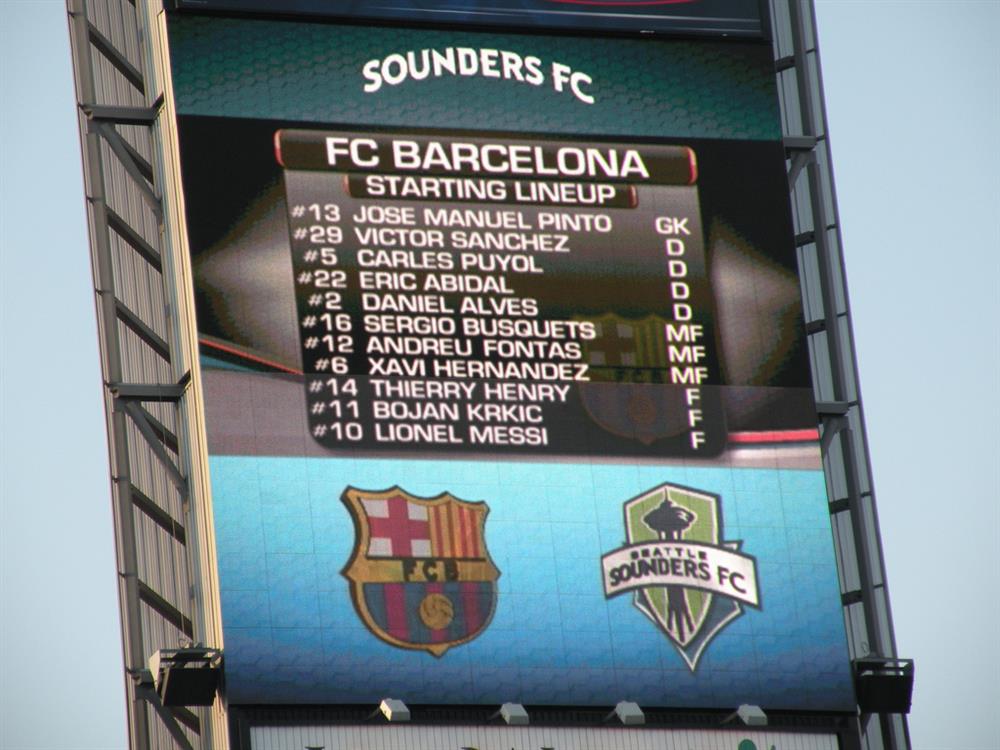 SOUNDERS FC
FC BARCELONA
STARTING LINEUP
#13 JOSE MANUEL PINTO GK
#29 VICTOR SANCHEZ D
#5 CARLES PUYOL D
#22 ERIC ABIDAL D
#2 DANIEL ALVES D
#16 SERGIO BUSQUETS MF
#12 ANDREU FONTAS MF
#6 XAVI HERNANDEZ MF
#14 THIERRY HENRY F
#11 BOJAN KRKIC F
#10 LIONEL MESSI F
FCB
SEATTLE
SOUNDERS FC